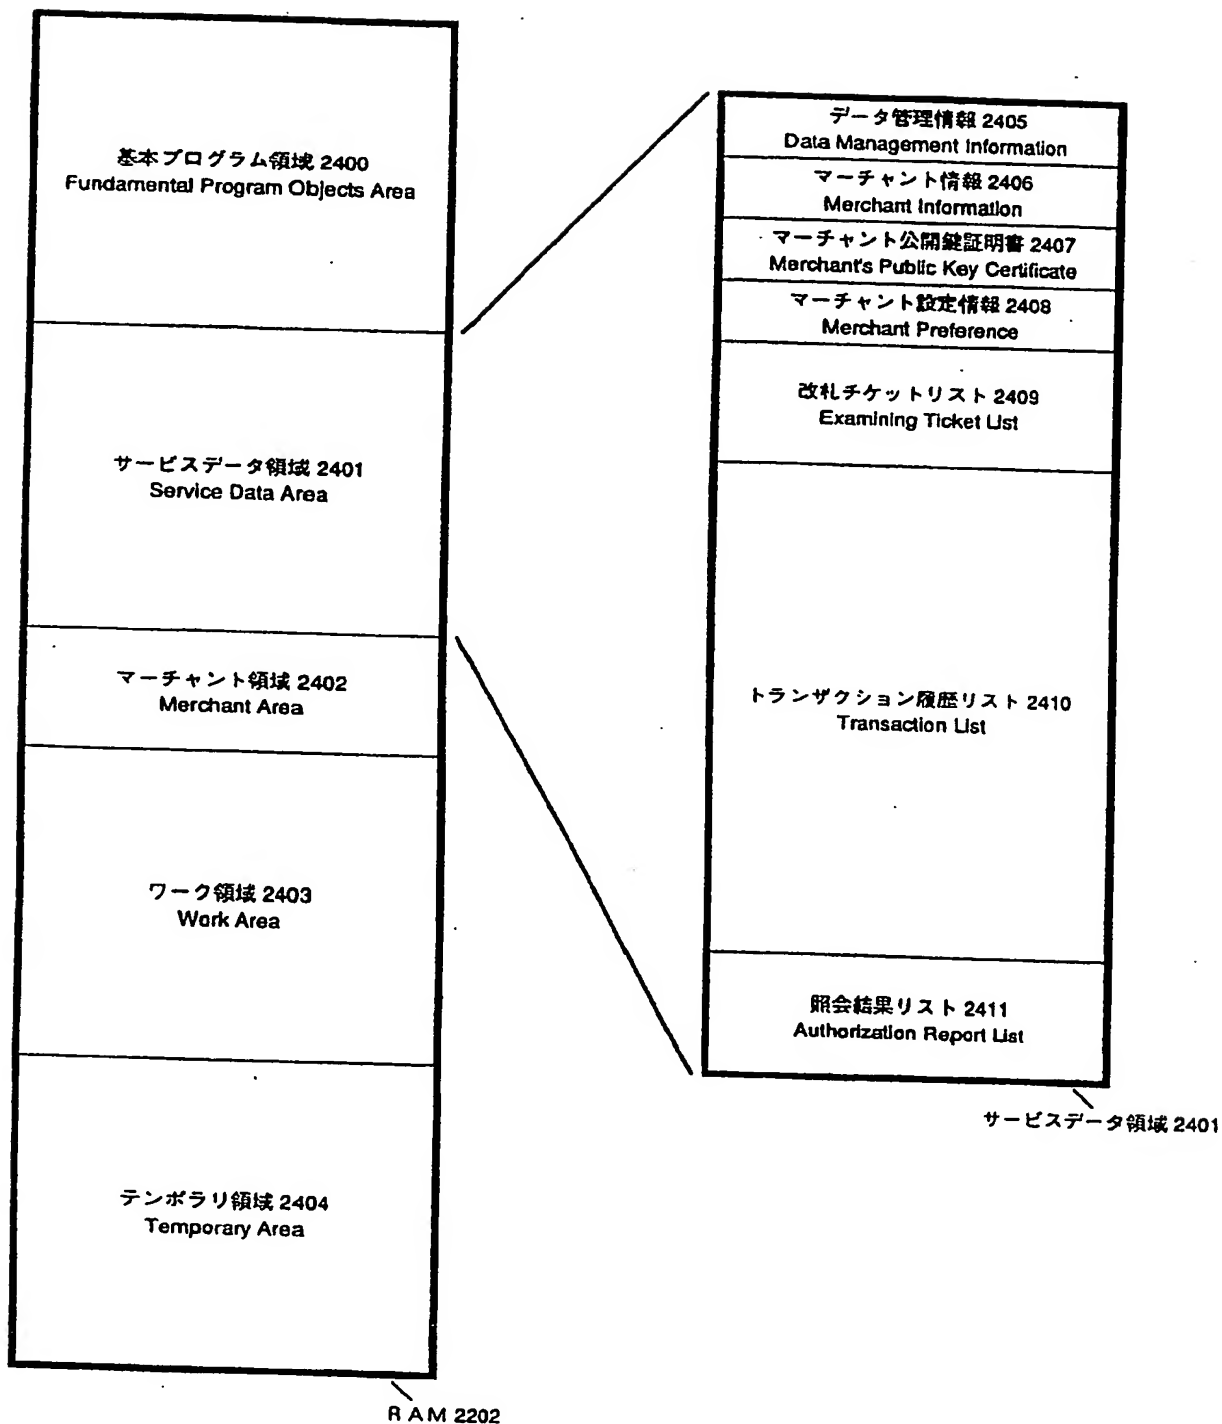 基本プログラム領域 2400
Fundamental Program Objects Area
サービスデータ領域 2401
Service Data Area
マーチャント領域 2402
Merchant Area
ワーク領域 2403
Work Area
テンポラリ領域 2404
Temporary Area
RAM 2202
データ管理情報 2405
Data Management Information
マーチャント情報 2406
Merchant Information
マーチャント公開鍵証明書 2407
Merchant's Public Key Certificate
マーチャント設定情報 2408
Merchant Preference
改札チケットリスト 2409
Examining Ticket List
トランザクション履歴リスト 2410
Transaction List
照会結果リスト 2411
Authorization Report List
サービスデータ領域 2401